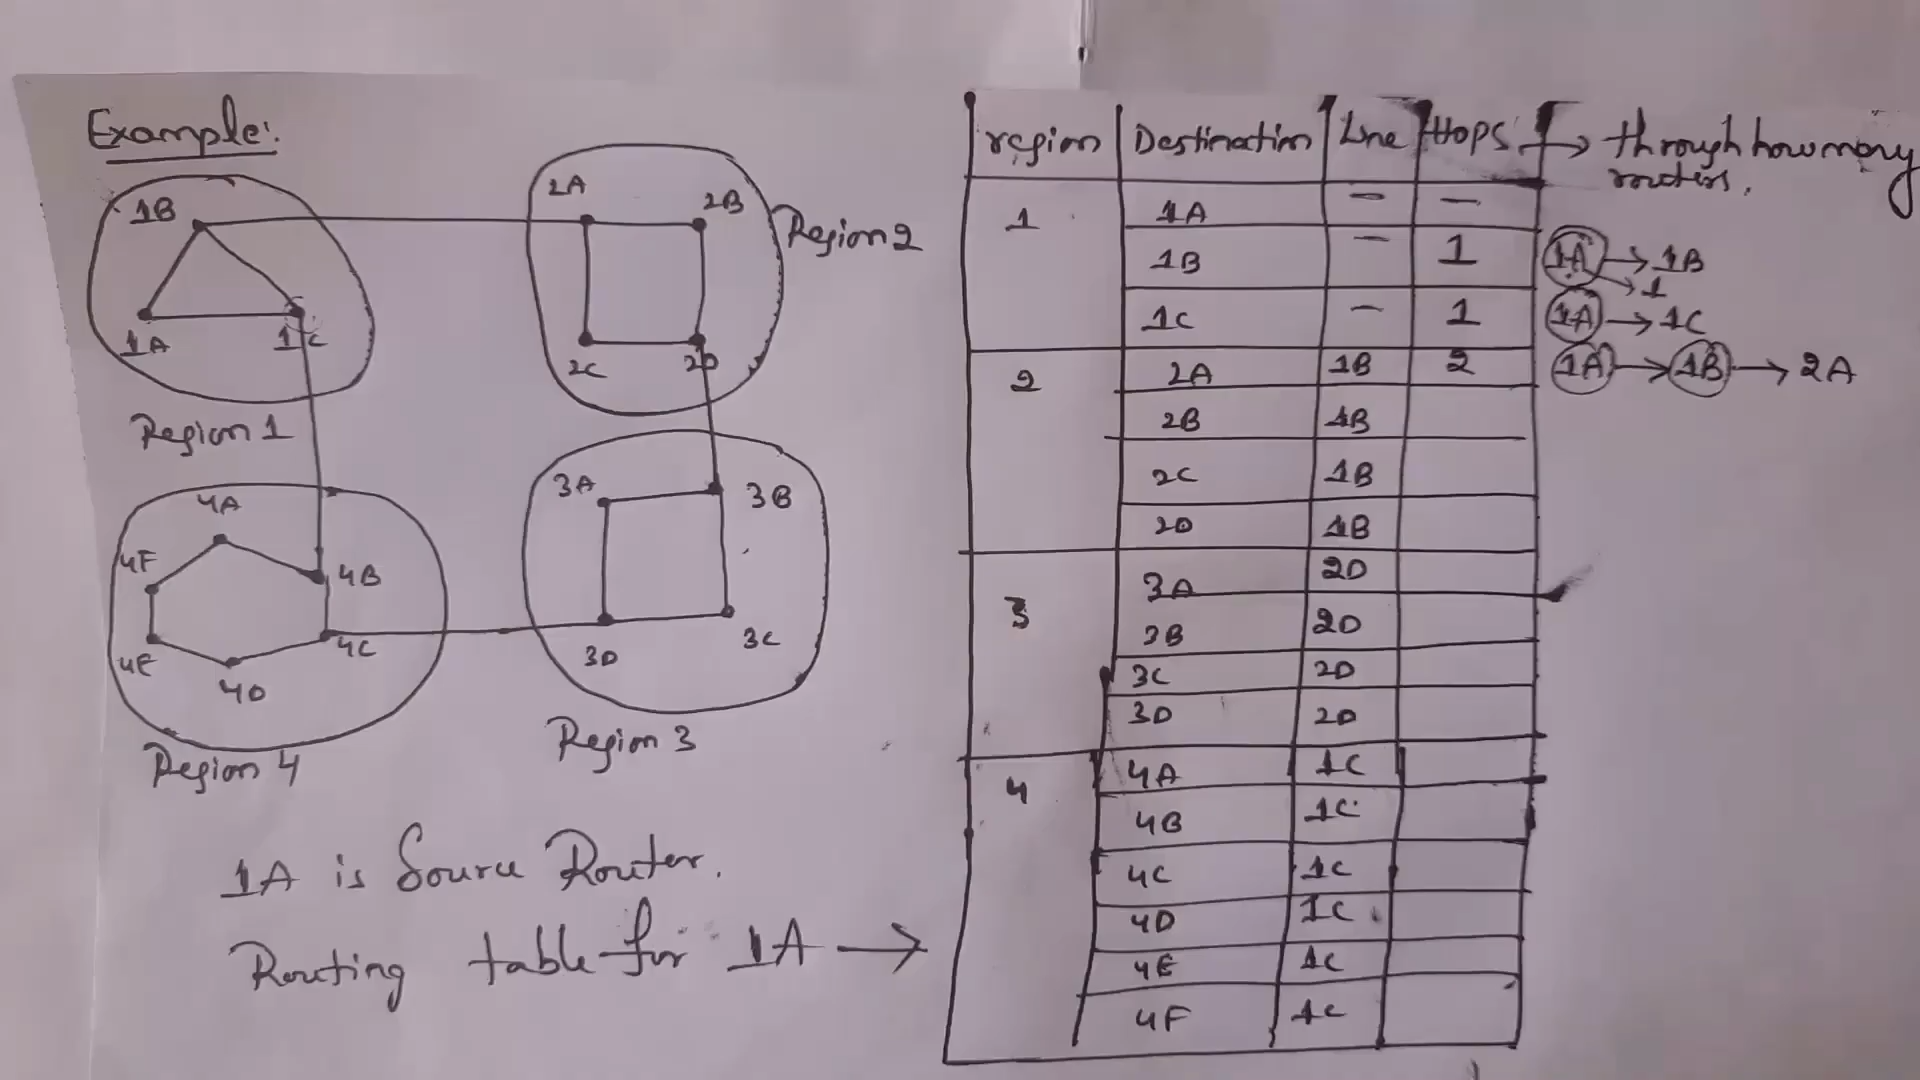 Example:
1B
1A
1C
Region 1
2A
2B
2C
2D
Region 2
4A
4F
4B
4E
4C
4D
Region 4
3A
3B
3D
3C
Region 3
1A is Source Router.
Routing table for 1A →
region Destination Line Hops → through how many
routers.
1 1A – –
1B – 1 1A → 1B
→ 1
1C – 1 1A → 1C
2 2A 1B 2 1A → 1B → 2A
2B 1B
2C 1B
2D 1B
3 3A 2D
3B 2D
3C 2D
3D 2D
4 4A 1C
4B 1C
4C 1C
4D 1C
4E 1C
4F 1C